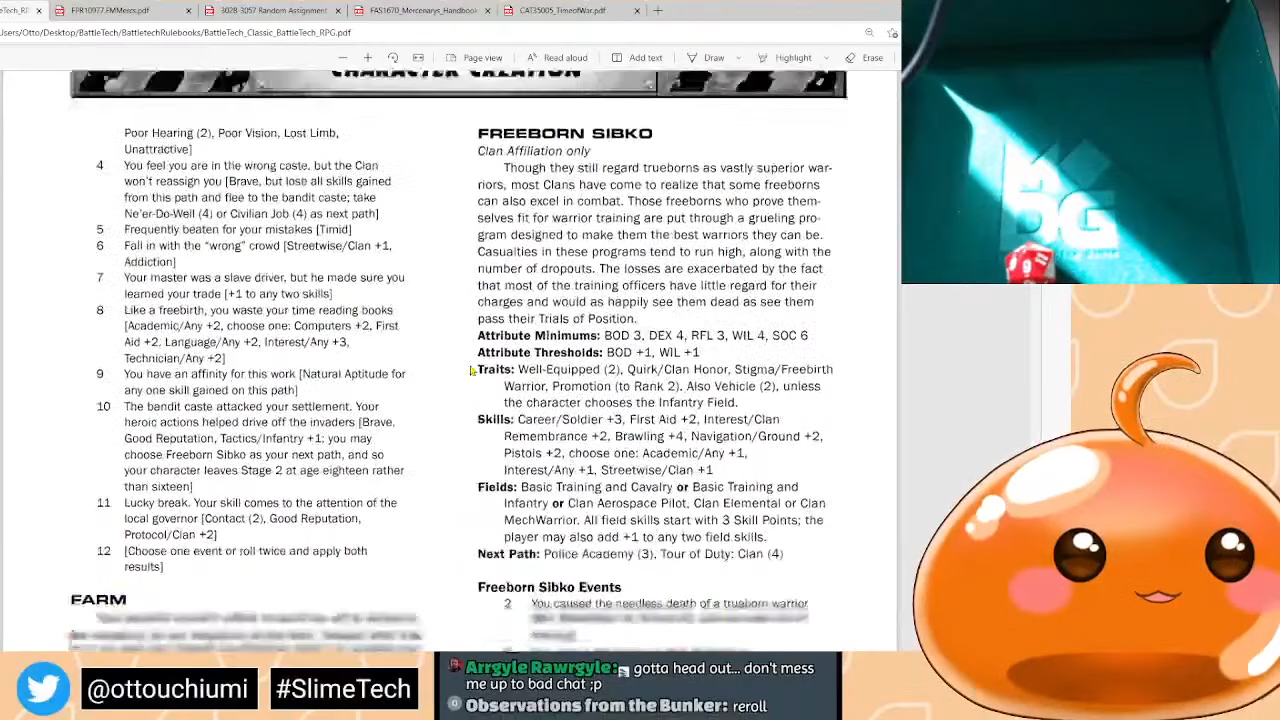 FPR10977.FMMercs.pdf
3028-3057 Random Assignment
FAS1670_Mercenarys_Handbook
CAT35005_TimeofWar.pdf
sers/Otto/Desktop/BattleTech/BattletechRulebooks/BattleTech_Classic_BattleTech_RPG.pdf
Page view
Read aloud
Add text
Draw
Highlight
Erase
CHARACTER CREATION
Poor Hearing (2), Poor Vision, Lost Limb,
Unattractive]
4 You feel you are in the wrong caste, but the Clan
won't reassign you [Brave, but lose all skills gained
from this path and flee to the bandit caste; take
Ne'er-Do-Well (4) or Civilian Job (4) as next path]
5 Frequently beaten for your mistakes [Timid]
6 Fall in with the "wrong" crowd [Streetwise/Clan +1,
Addiction]
7 Your master was a slave driver, but he made sure you
learned your trade [+1 to any two skills]
8 Like a freebirth, you waste your time reading books
[Academic/Any +2, choose one: Computers +2, First
Aid +2, Language/Any +2, Interest/Any +3,
Technician/Any +2]
9 You have an affinity for this work [Natural Aptitude for
any one skill gained on this path]
10 The bandit caste attacked your settlement. Your
heroic actions helped drive off the invaders [Brave,
Good Reputation, Tactics/Infantry +1; you may
choose Freeborn Sibko as your next path, and so
your character leaves Stage 2 at age eighteen rather
than sixteen]
11 Lucky break. Your skill comes to the attention of the
local governor [Contact (2), Good Reputation,
Protocol/Clan +2]
12 [Choose one event or roll twice and apply both
results]
FARM
FREEBORN SIBKO
Clan Affiliation only
Though they still regard trueborns as vastly superior war-
riors, most Clans have come to realize that some freeborns
can also excel in combat. Those freeborns who prove them-
selves fit for warrior training are put through a grueling pro-
gram designed to make them the best warriors they can be.
Casualties in these programs tend to run high, along with the
number of dropouts. The losses are exacerbated by the fact
that most of the training officers have little regard for their
charges and would as happily see them dead as see them
pass their Trials of Position.
Attribute Minimums: BOD 3, DEX 4, RFL 3, WIL 4, SOC 6
Attribute Thresholds: BOD +1, WIL +1
Traits: Well-Equipped (2), Quirk/Clan Honor, Stigma/Freebirth
Warrior, Promotion (to Rank 2). Also Vehicle (2), unless
the character chooses the Infantry Field.
Skills: Career/Soldier +3, First Aid +2, Interest/Clan
Remembrance +2, Brawling +4, Navigation/Ground +2,
Pistols +2, choose one: Academic/Any +1,
Interest/Any +1, Streetwise/Clan +1
Fields: Basic Training and Cavalry or Basic Training and
Infantry or Clan Aerospace Pilot, Clan Elemental or Clan
MechWarrior. All field skills start with 3 Skill Points; the
player may also add +1 to any two field skills.
Next Path: Police Academy (3), Tour of Duty: Clan (4)
Freeborn Sibko Events
2 You caused the needless death of a trueborn warrior
9
@ottouchiumi
#SlimeTech
Arrgyle Rawrgyle: gotta head out... don't mess
me up to bad chat ;p
Observations from the Bunker: reroll